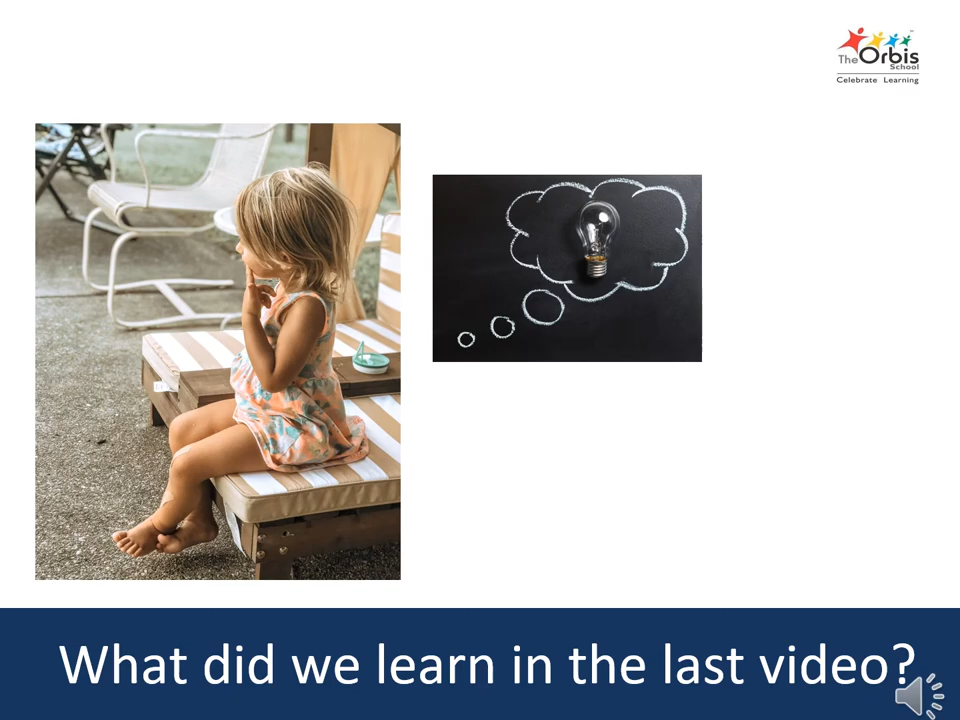 The Orbis
School
Celebrate Learning
What did we learn in the last video?